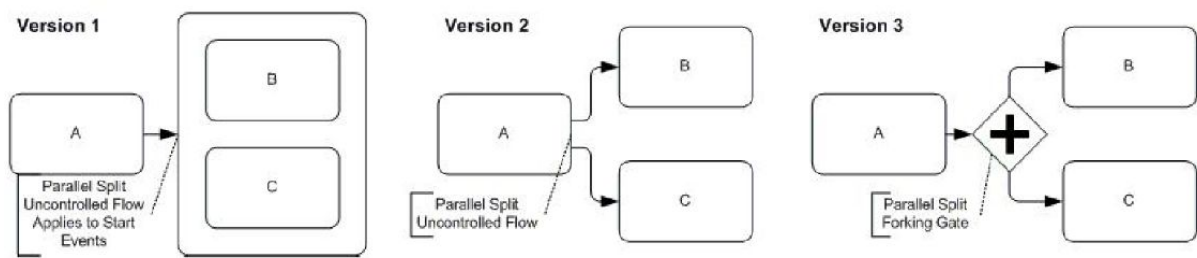 Version 1
B
A
C
Parallel Split
Uncontrolled Flow
Applies to Start
Events
Version 2
B
A
C
Parallel Split
Uncontrolled Flow
Version 3
B
A
C
Parallel Split
Forking Gate